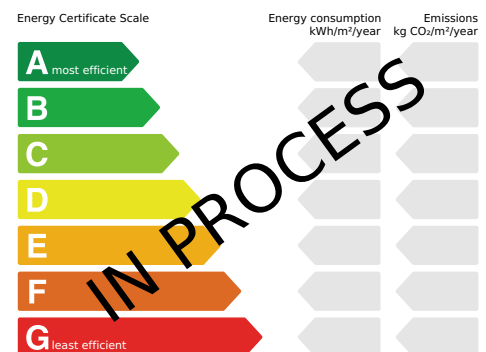 Energy Certificate Scale
Energy consumption
kWh/m²/year
Emissions
kg CO₂/m²/year
A most efficient
B
C
D
E
F
G least efficient
IN PROCESS